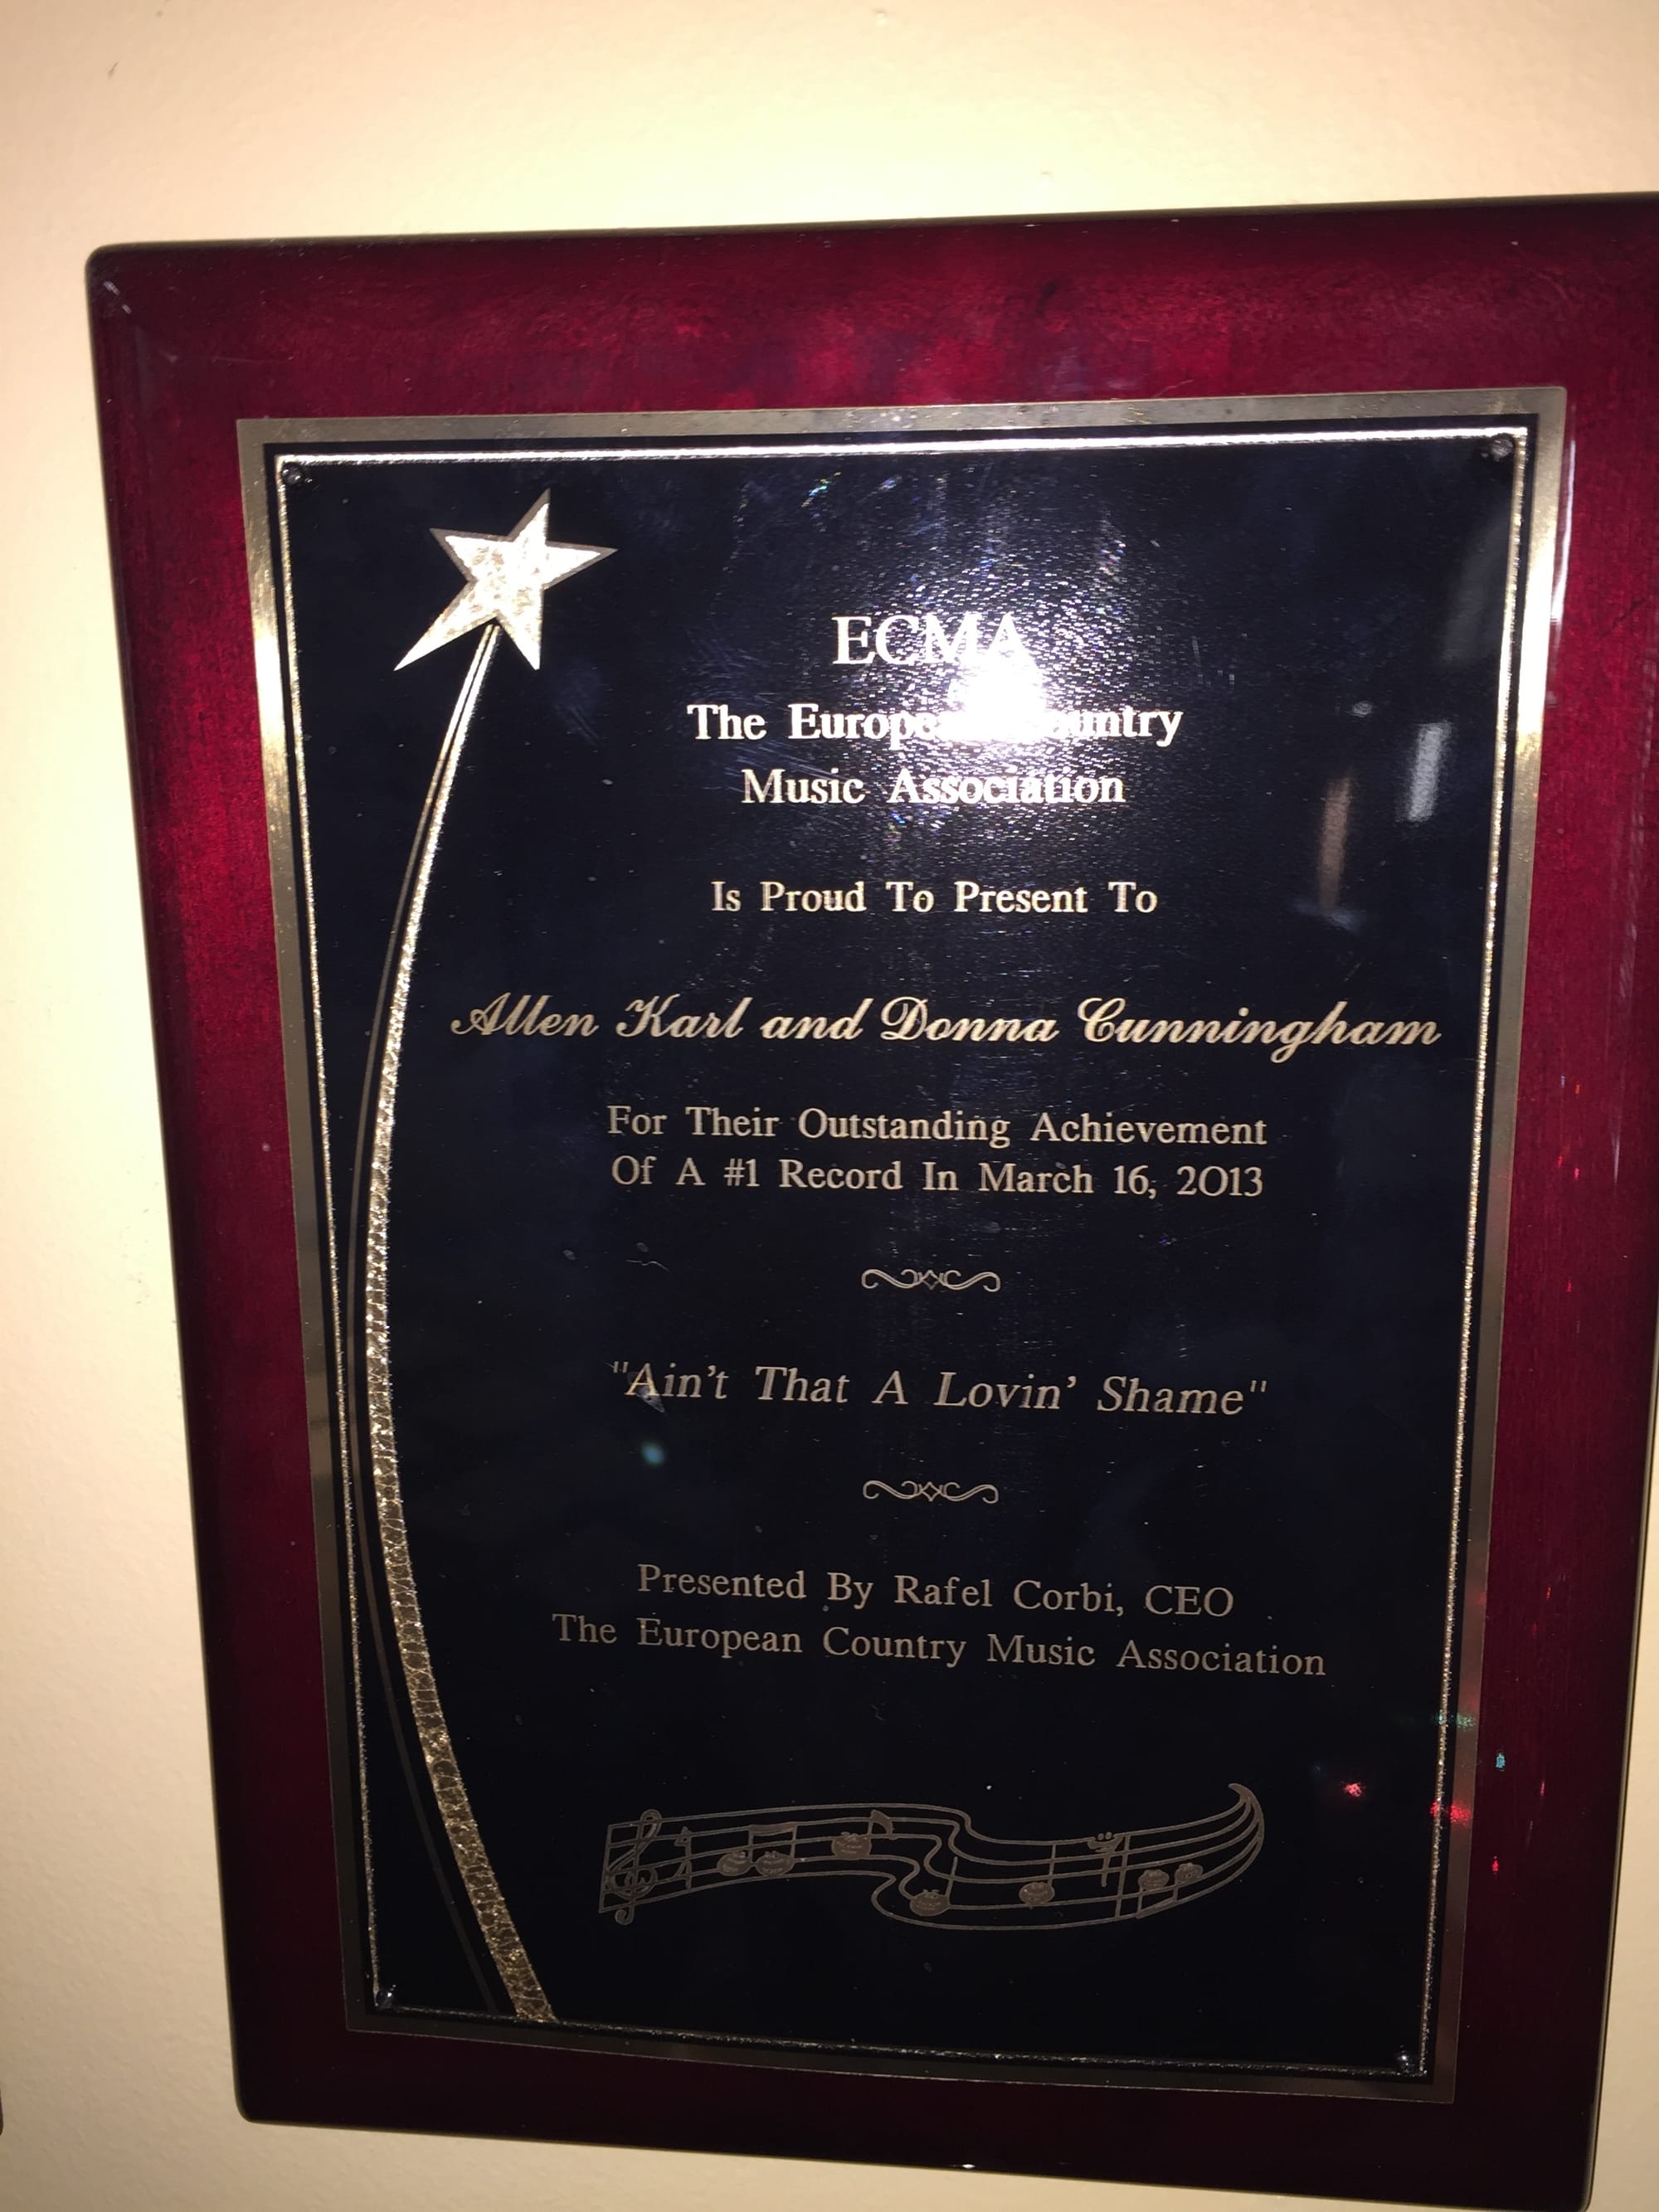 ECMA
The European Country
Music Association
Is Proud To Present To
Allen Karl and Donna Cunningham
For Their Outstanding Achievement
Of A #1 Record In March 16, 2013
"Ain't That A Lovin' Shame"
Presented By Rafel Corbi, CEO
The European Country Music Association